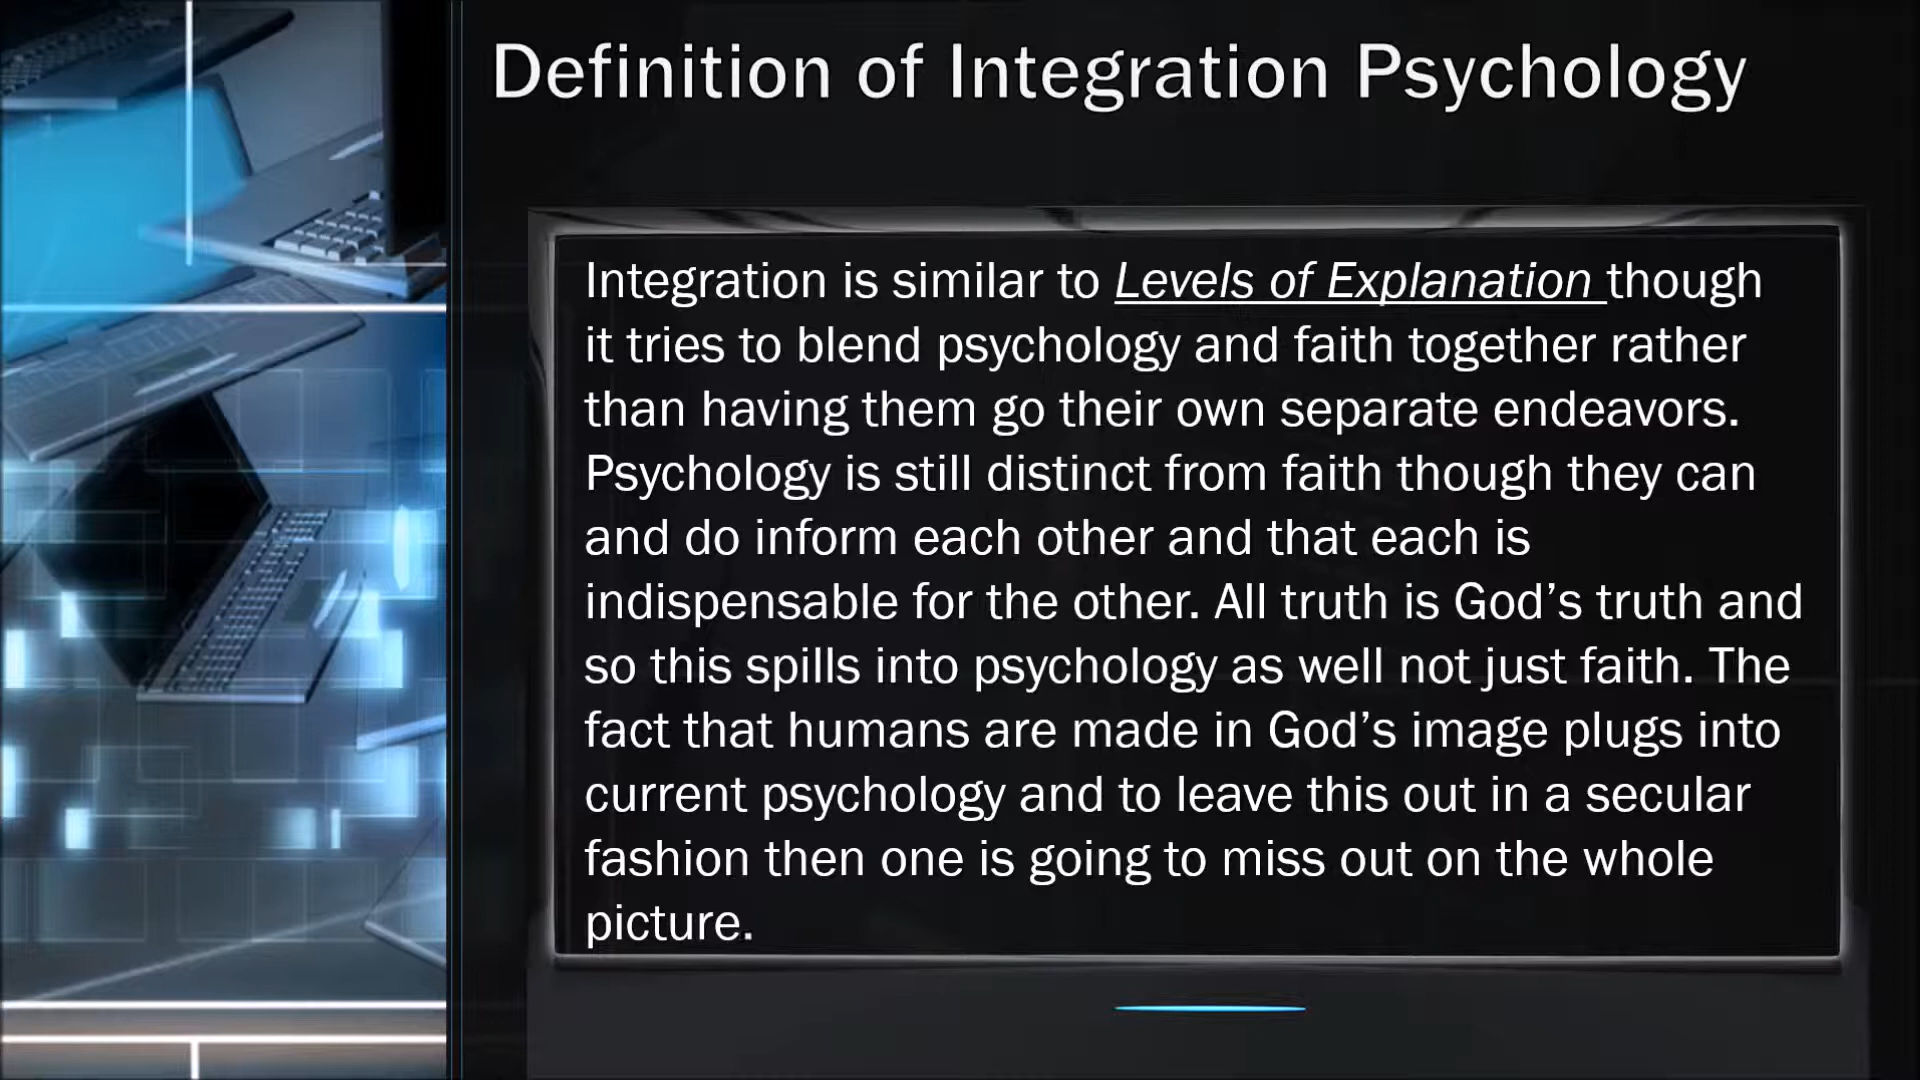 Definition of Integration Psychology
Integration is similar to Levels of Explanation though
it tries to blend psychology and faith together rather
than having them go their own separate endeavors.
Psychology is still distinct from faith though they can
and do inform each other and that each is
indispensable for the other. All truth is God’s truth and
so this spills into psychology as well not just faith. The
fact that humans are made in God’s image plugs into
current psychology and to leave this out in a secular
fashion then one is going to miss out on the whole
picture.